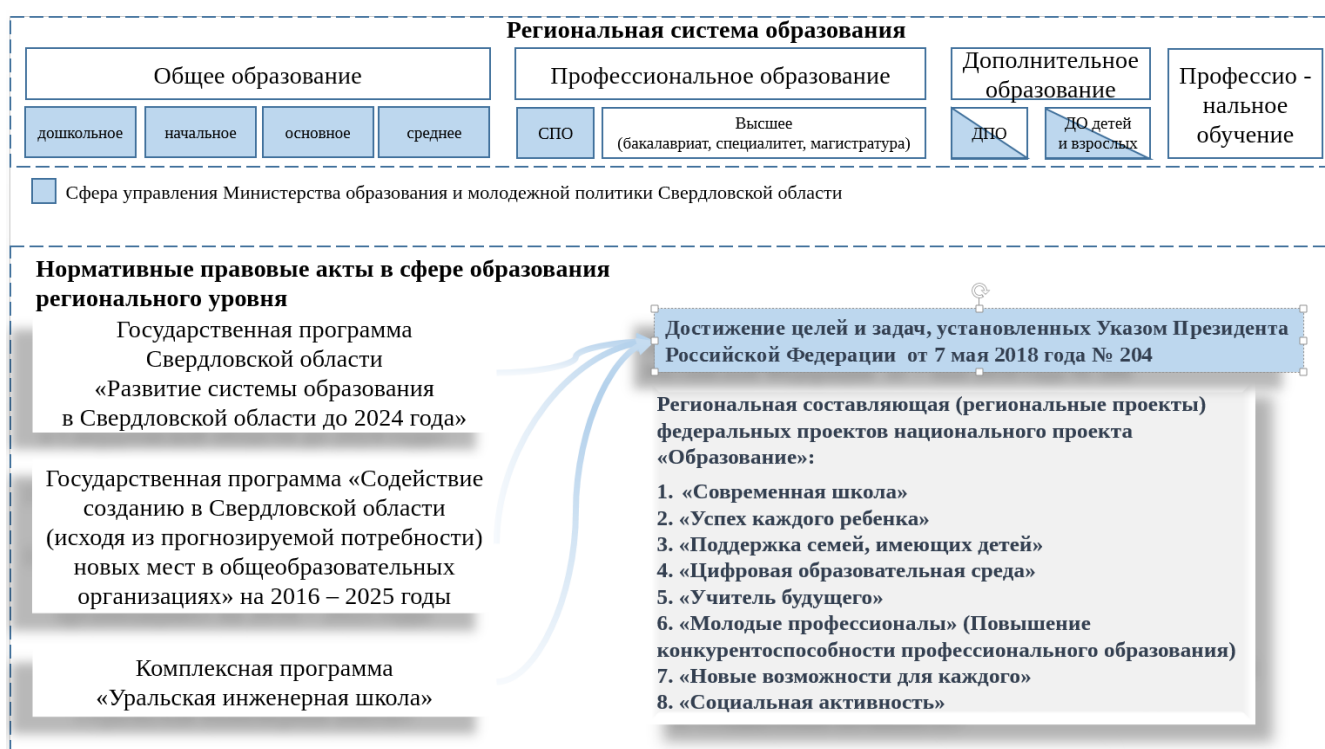 Региональная система образования
Общее образование
дошкольное
начальное
основное
среднее
Профессиональное образование
СПО
Высшее
(бакалавриат, специалитет, магистратура)
Дополнительное
образование
ДПО
ДО детей
и взрослых
Профессио -
нальное
обучение
Сфера управления Министерства образования и молодежной политики Свердловской области
Нормативные правовые акты в сфере образования
регионального уровня
Государственная программа
Свердловской области
«Развитие системы образования
в Свердловской области до 2024 года»
Государственная программа «Содействие
созданию в Свердловской области
(исходя из прогнозируемой потребности)
новых мест в общеобразовательных
организациях» на 2016 – 2025 годы
Комплексная программа
«Уральская инженерная школа»
Достижение целей и задач, установленных Указом Президента
Российской Федерации от 7 мая 2018 года № 204
Региональная составляющая (региональные проекты)
федеральных проектов национального проекта
«Образование»:
1. «Современная школа»
2. «Успех каждого ребенка»
3. «Поддержка семей, имеющих детей»
4. «Цифровая образовательная среда»
5. «Учитель будущего»
6. «Молодые профессионалы» (Повышение
конкурентоспособности профессионального образования)
7. «Новые возможности для каждого»
8. «Социальная активность»